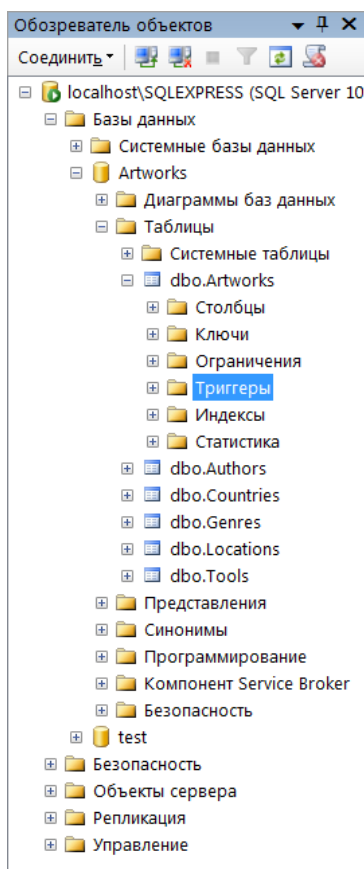 Обозреватель объектов
Соединить
localhost\SQLEXPRESS (SQL Server 10
Базы данных
Системные базы данных
Artworks
Диаграммы баз данных
Таблицы
Системные таблицы
dbo.Artworks
Столбцы
Ключи
Ограничения
Триггеры
Индексы
Статистика
dbo.Authors
dbo.Countries
dbo.Genres
dbo.Locations
dbo.Tools
Представления
Синонимы
Программирование
Компонент Service Broker
Безопасность
test
Безопасность
Объекты сервера
Репликация
Управление